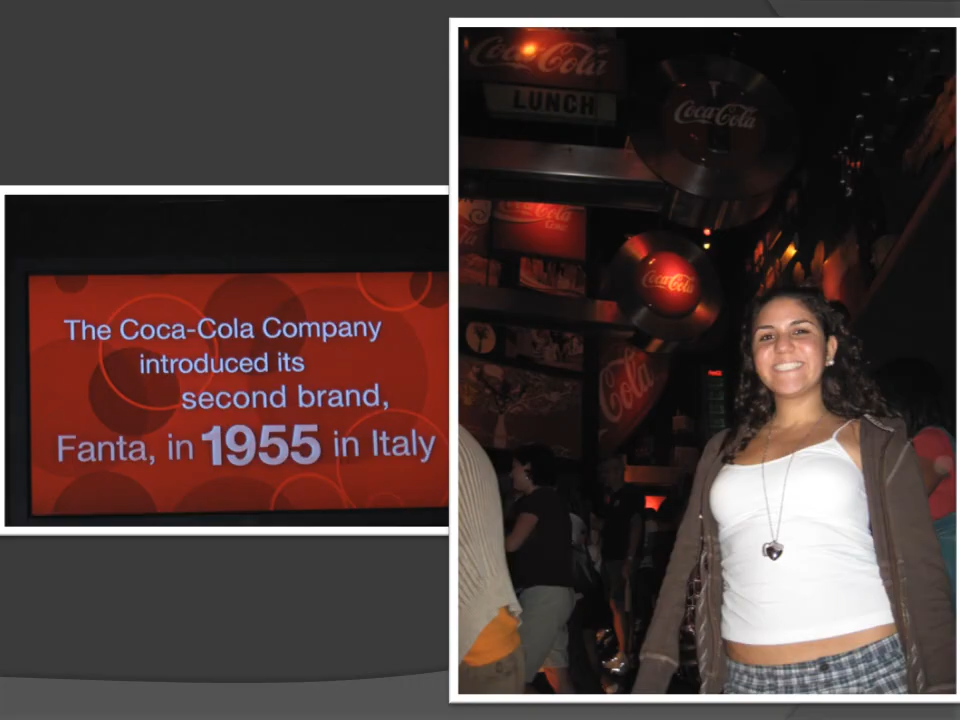 The Coca-Cola Company
introduced its
second brand,
Fanta, in 1955 in Italy
Coca-Cola
LUNCH
Coca-Cola
Coca-Cola
Coca-Cola
Cola